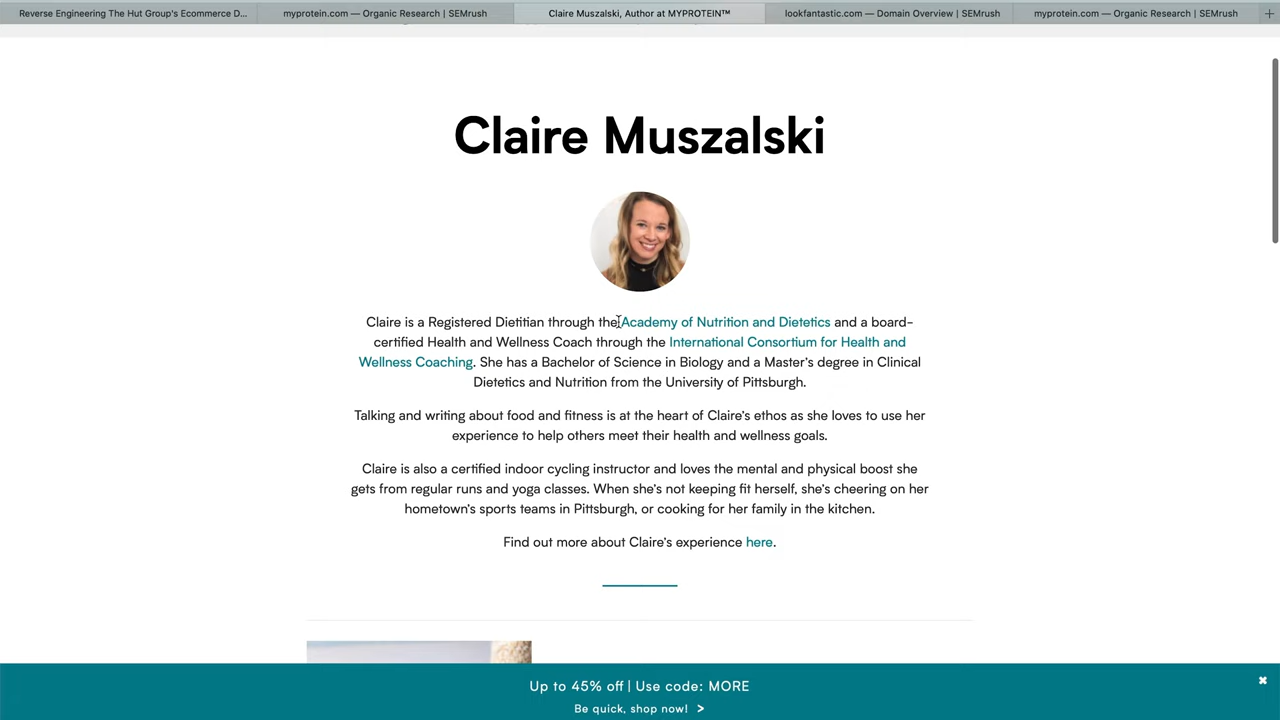 Reverse Engineering The Hut Group's Ecommerce D...
myprotein.com — Organic Research | SEMrush
Claire Muszalski, Author at MYPROTEIN™
lookfantastic.com — Domain Overview | SEMrush
myprotein.com — Organic Research | SEMrush
Claire Muszalski
Claire is a Registered Dietitian through the Academy of Nutrition and Dietetics and a board-
certified Health and Wellness Coach through the International Consortium for Health and
Wellness Coaching. She has a Bachelor of Science in Biology and a Master's degree in Clinical
Dietetics and Nutrition from the University of Pittsburgh.
Talking and writing about food and fitness is at the heart of Claire's ethos as she loves to use her
experience to help others meet their health and wellness goals.
Claire is also a certified indoor cycling instructor and loves the mental and physical boost she
gets from regular runs and yoga classes. When she's not keeping fit herself, she's cheering on her
hometown's sports teams in Pittsburgh, or cooking for her family in the kitchen.
Find out more about Claire's experience here.
Up to 45% off | Use code: MORE
Be quick, shop now! >